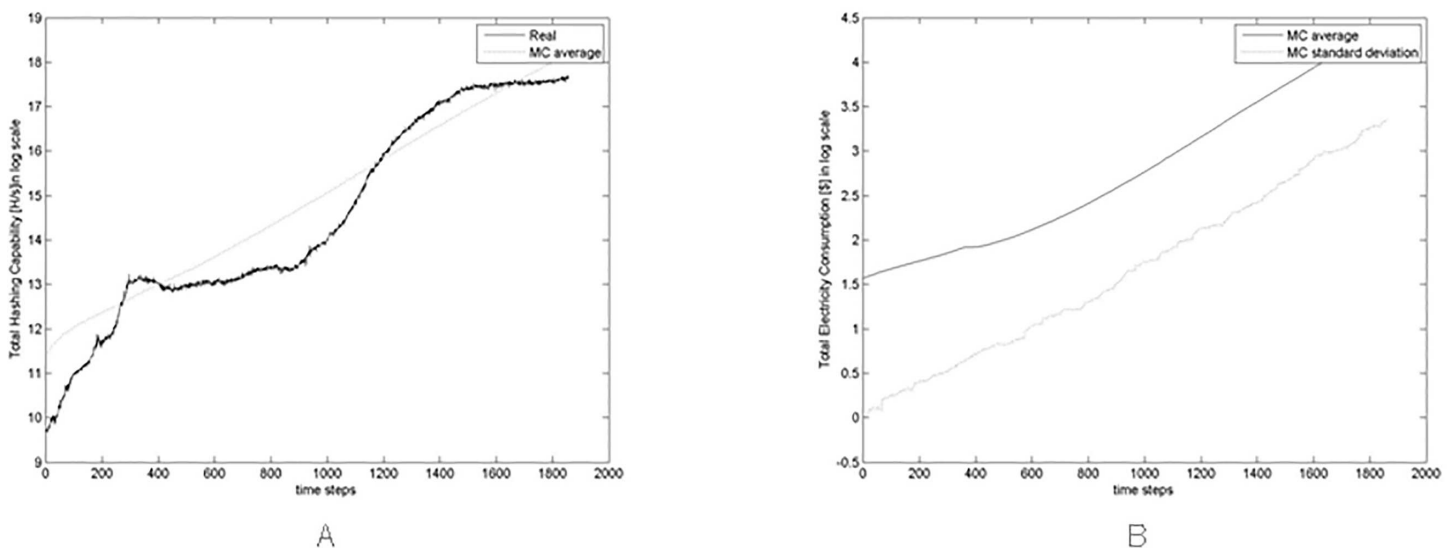 19
18
17
16
15
14
13
12
11
10
9
Total Hashing Capability [H/s]in log scale
Real
MC average
0 200 400 600 800 1000 1200 1400 1600 1800 2000
time steps
A
4.5
4
3.5
3
2.5
2
1.5
1
0.5
0
-0.5
Total Electricity Consumption [$] in log scale
MC average
MC standard deviation
0 200 400 600 800 1000 1200 1400 1600 1800 2000
time steps
B